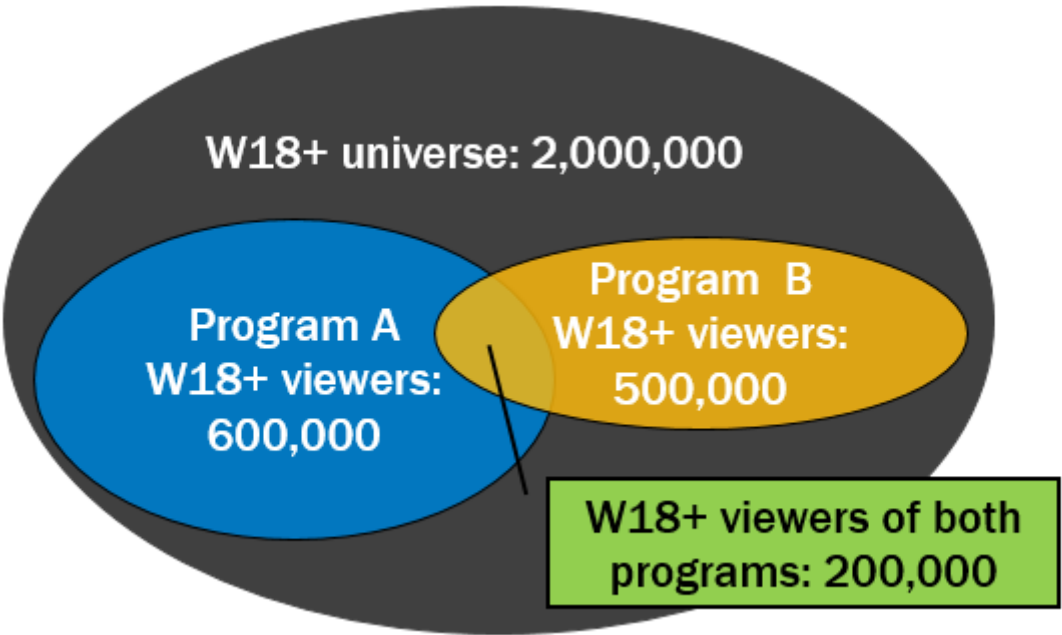 W18+ universe: 2,000,000
Program A
W18+ viewers:
600,000
Program B
W18+ viewers:
500,000
W18+ viewers of both
programs: 200,000